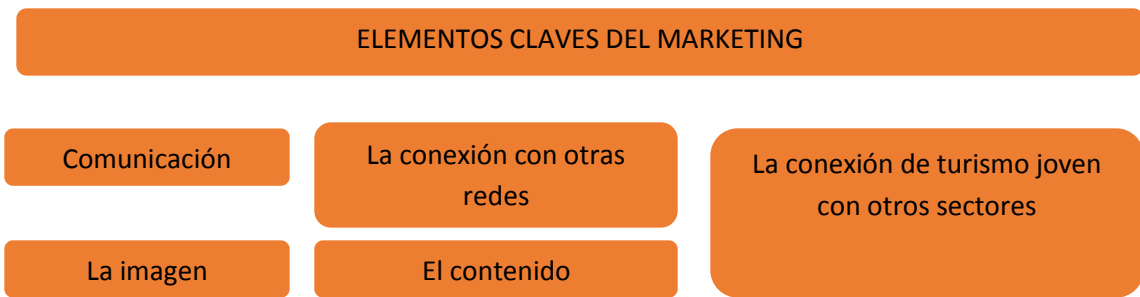 ELEMENTOS CLAVES DEL MARKETING
Comunicación
La conexión con otras
redes
La conexión de turismo joven
con otros sectores
La imagen
El contenido